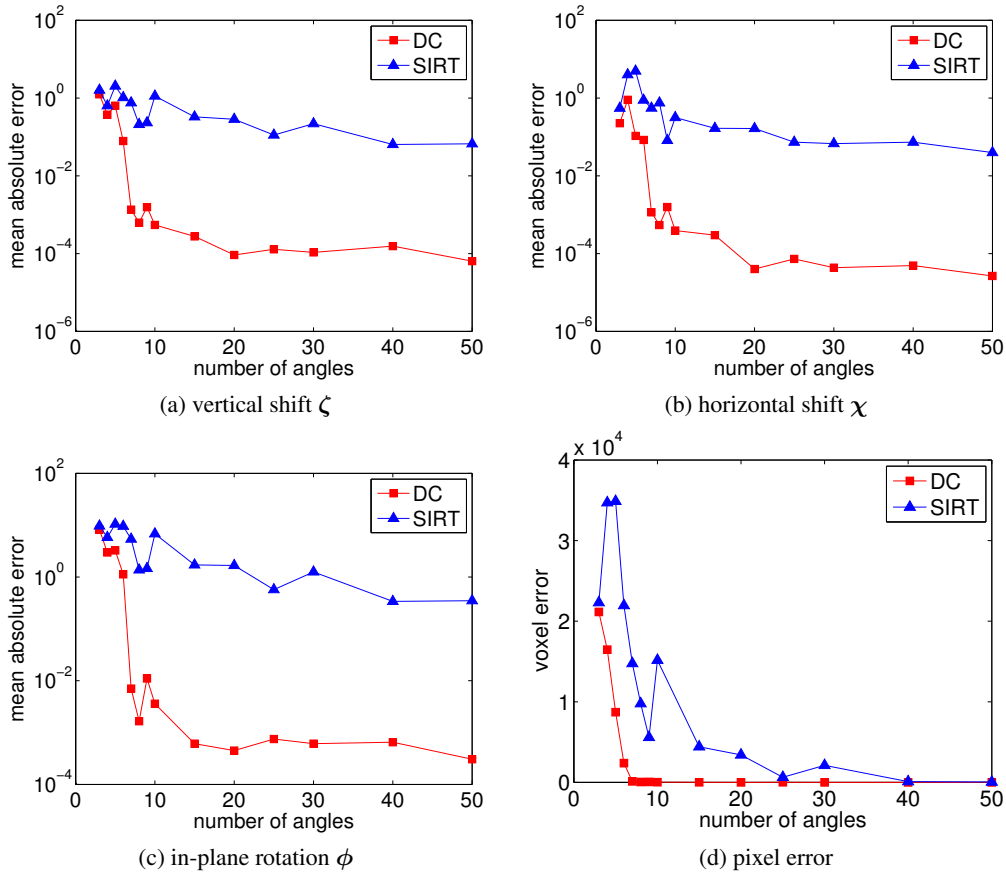 10^2
10^0
10^-2
10^-4
10^-6
mean absolute error
DC
SIRT
0 10 20 30 40 50
number of angles
(a) vertical shift ζ
10^2
10^0
10^-2
10^-4
10^-6
mean absolute error
DC
SIRT
0 10 20 30 40 50
number of angles
(b) horizontal shift χ
10^2
10^0
10^-2
10^-4
mean absolute error
DC
SIRT
0 10 20 30 40 50
number of angles
(c) in-plane rotation ϕ
x 10^4
4
3
2
1
0
voxel error
DC
SIRT
0 10 20 30 40 50
number of angles
(d) pixel error